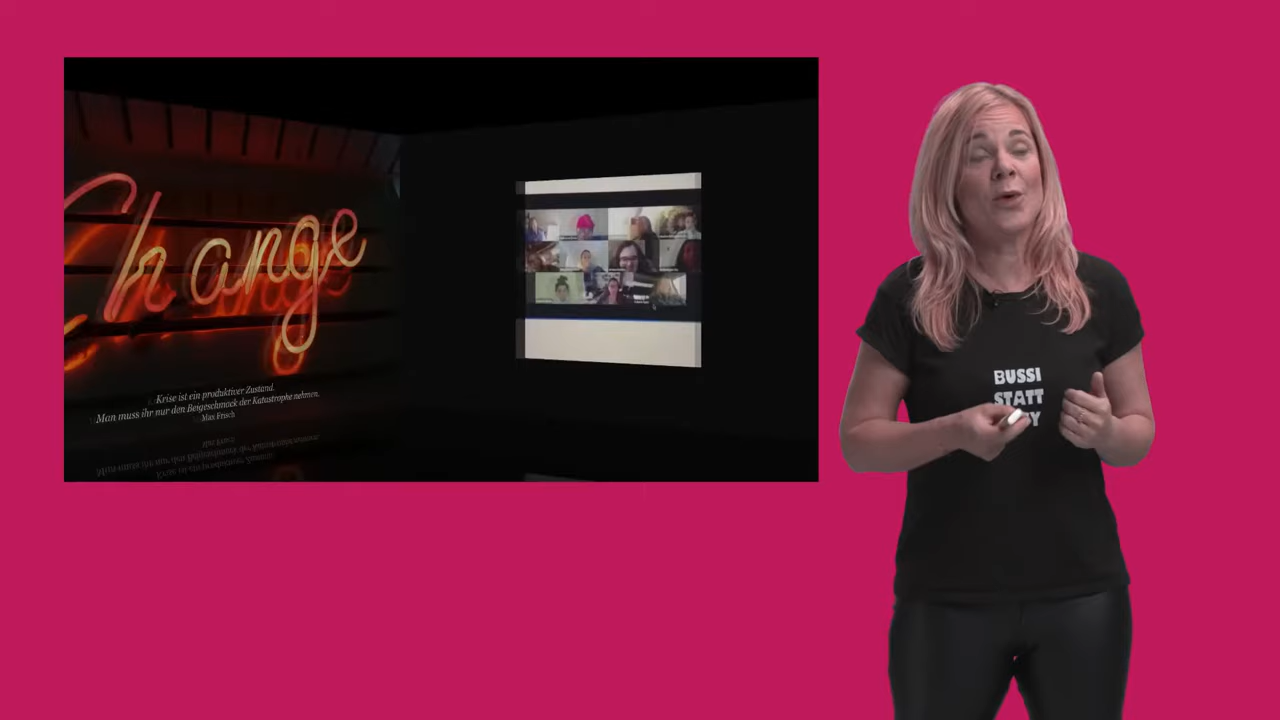 Change
Krise ist ein produktiver Zustand.
Man muss ihr nur den Beigeschmack der Katastrophe nehmen.
Max Frisch
BUSSI
STATT